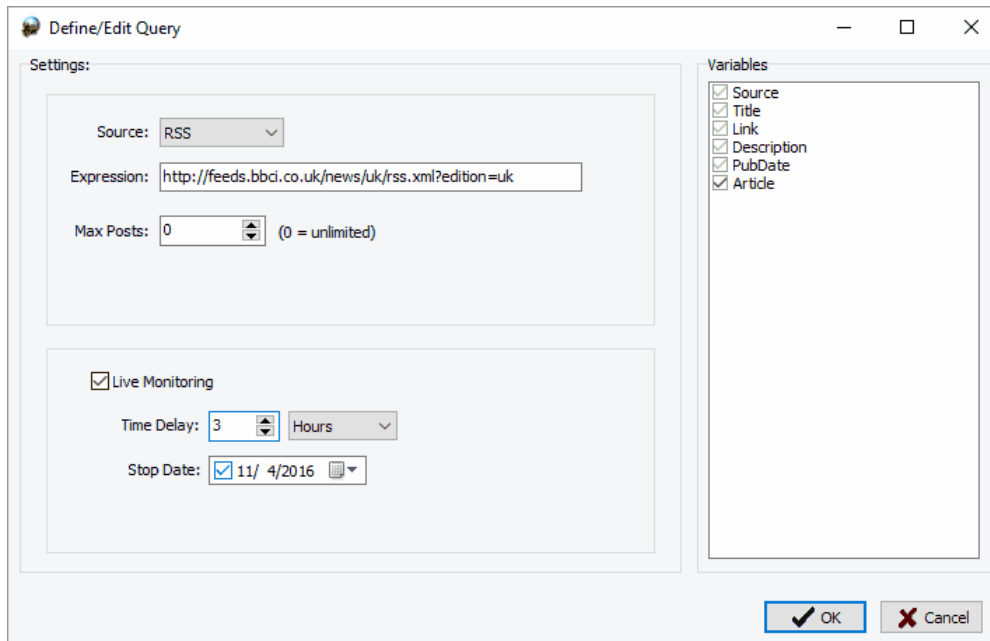 Define/Edit Query
Settings:
Source: RSS
Expression: http://feeds.bbci.co.uk/news/uk/rss.xml?edition=uk
Max Posts: 0 (0 = unlimited)
Live Monitoring
Time Delay: 3 Hours
Stop Date: 11/ 4/2016
Variables
Source
Title
Link
Description
PubDate
Article
OK Cancel